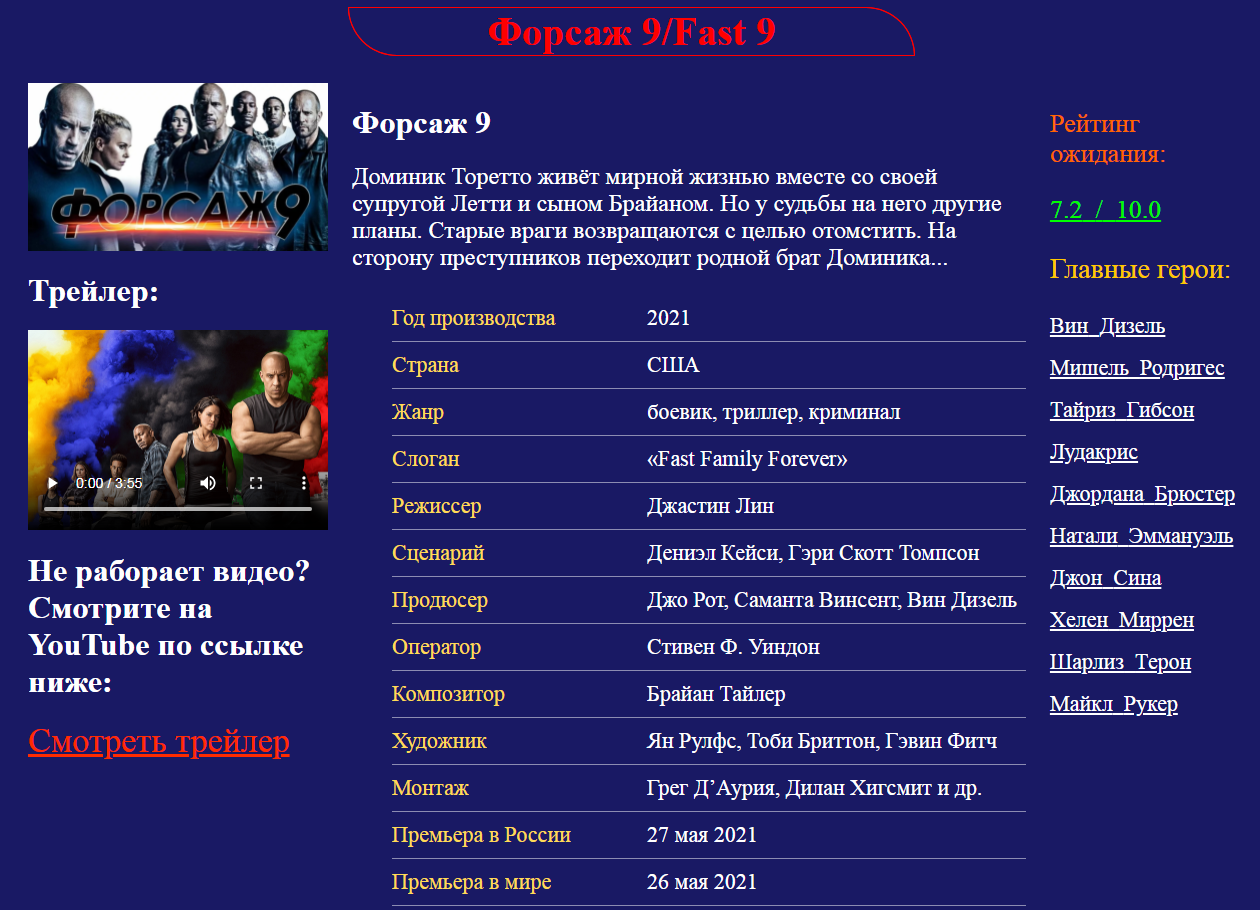 Форсаж 9/Fast 9
ФОРСАЖ9
Трейлер:
0:00 / 3:55
Не раборает видео?
Смотрите на
YouTube по ссылке
ниже:
Смотреть трейлер
Форсаж 9
Доминик Торетто живёт мирной жизнью вместе со своей
супругой Летти и сыном Брайаном. Но у судьбы на него другие
планы. Старые враги возвращаются с целью отомстить. На
сторону преступников переходит родной брат Доминика...
Год производства 2021
Страна США
Жанр боевик, триллер, криминал
Слоган «Fast Family Forever»
Режиссер Джастин Лин
Сценарий Дениэл Кейси, Гэри Скотт Томпсон
Продюсер Джо Рот, Саманта Винсент, Вин Дизель
Оператор Стивен Ф. Уиндон
Композитор Брайан Тайлер
Художник Ян Рулфс, Тоби Бриттон, Гэвин Фитч
Монтаж Грег Д’Аурия, Дилан Хигсмит и др.
Премьера в России 27 мая 2021
Премьера в мире 26 мая 2021
Рейтинг
ожидания:
7.2 / 10.0
Главные герои:
Вин Дизель
Мишель Родригес
Тайриз Гибсон
Лудакрис
Джордана Брюстер
Натали Эммануэль
Джон Сина
Хелен Миррен
Шарлиз Терон
Майкл Рукер